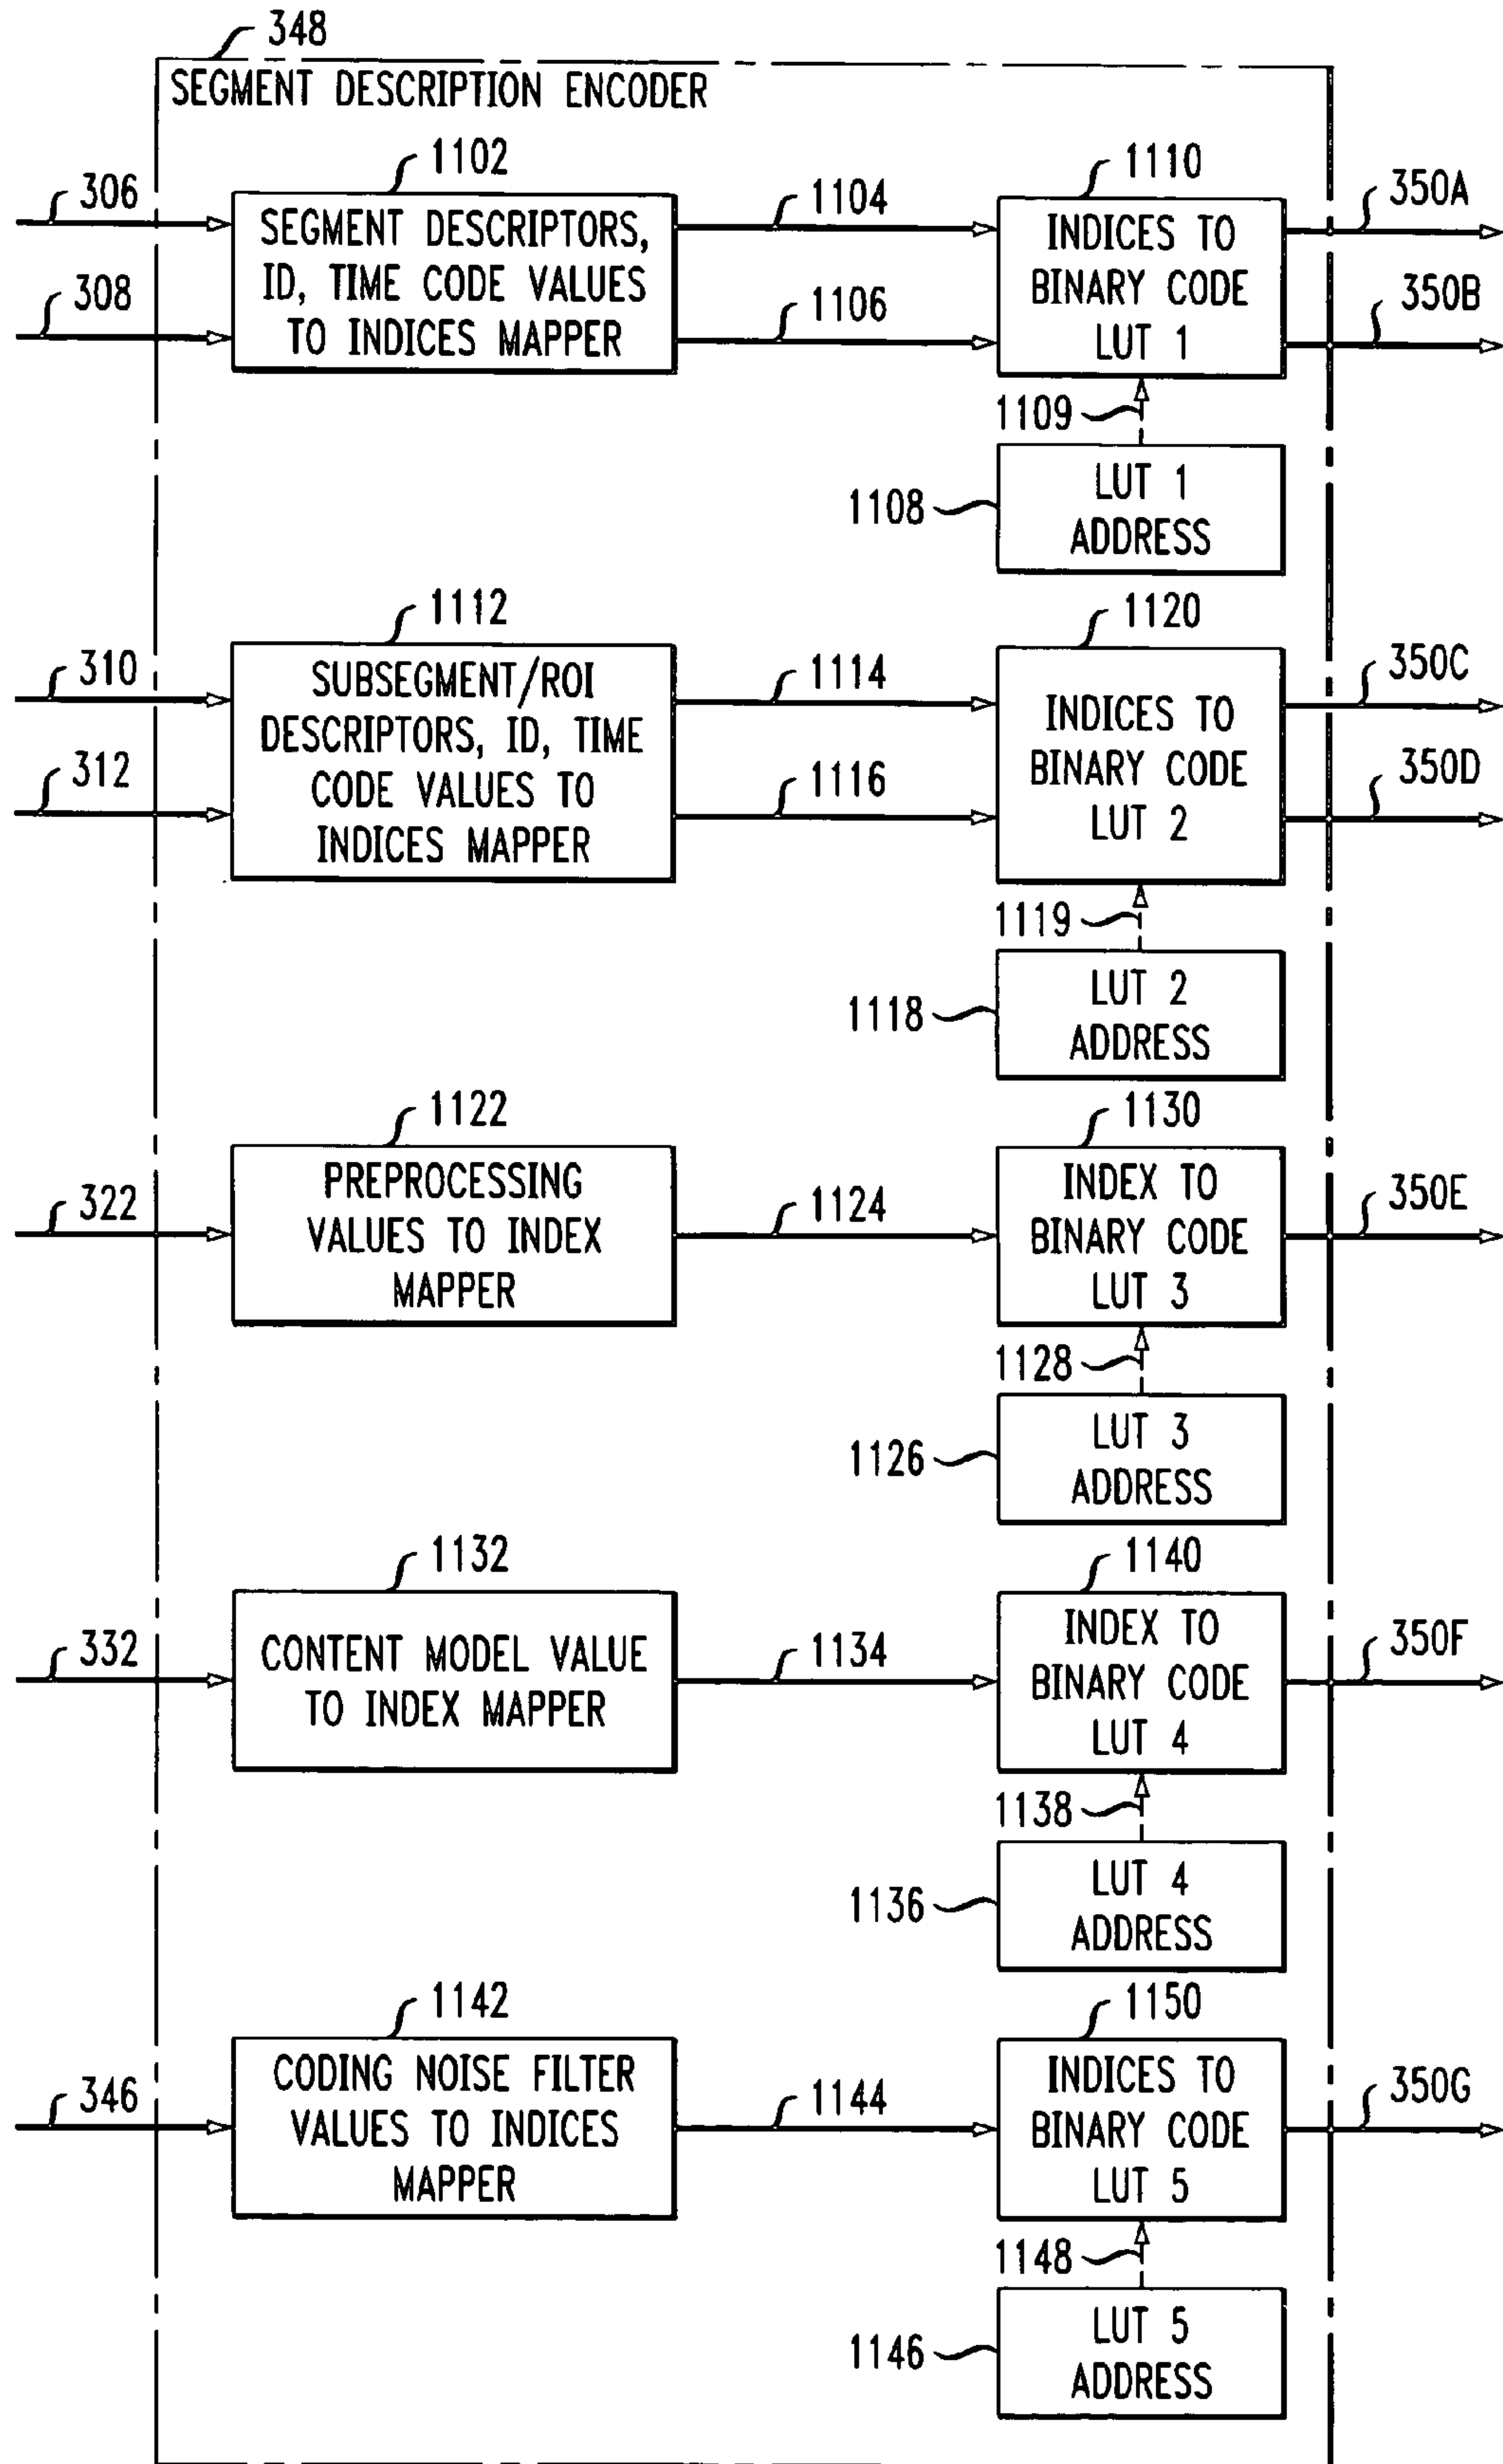 348
SEGMENT DESCRIPTION ENCODER
306
308
1102
SEGMENT DESCRIPTORS,
ID, TIME CODE VALUES
TO INDICES MAPPER
1104
1106
1110
INDICES TO
BINARY CODE
LUT 1
350A
350B
1109
1108
LUT 1
ADDRESS
310
312
1112
SUBSEGMENT/ROI
DESCRIPTORS, ID, TIME
CODE VALUES TO
INDICES MAPPER
1114
1116
1120
INDICES TO
BINARY CODE
LUT 2
350C
350D
1119
1118
LUT 2
ADDRESS
322
1122
PREPROCESSING
VALUES TO INDEX
MAPPER
1124
1130
INDEX TO
BINARY CODE
LUT 3
350E
1128
1126
LUT 3
ADDRESS
332
1132
CONTENT MODEL VALUE
TO INDEX MAPPER
1134
1140
INDEX TO
BINARY CODE
LUT 4
350F
1138
1136
LUT 4
ADDRESS
346
1142
CODING NOISE FILTER
VALUES TO INDICES
MAPPER
1144
1150
INDICES TO
BINARY CODE
LUT 5
350G
1148
1146
LUT 5
ADDRESS